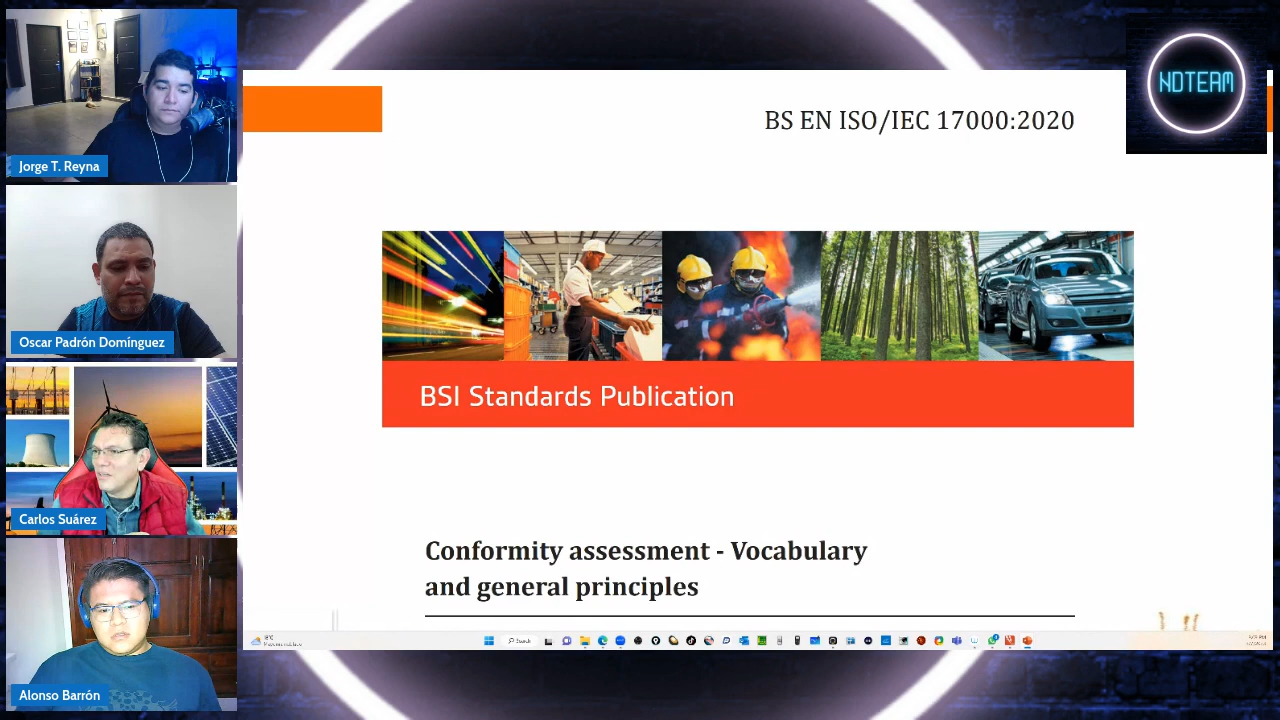 Jorge T. Reyna
Oscar Padrón Domínguez
Carlos Suárez
Alonso Barrón
NDTEAM
BS EN ISO/IEC 17000:2020
BSI Standards Publication
Conformity assessment - Vocabulary
and general principles
Search